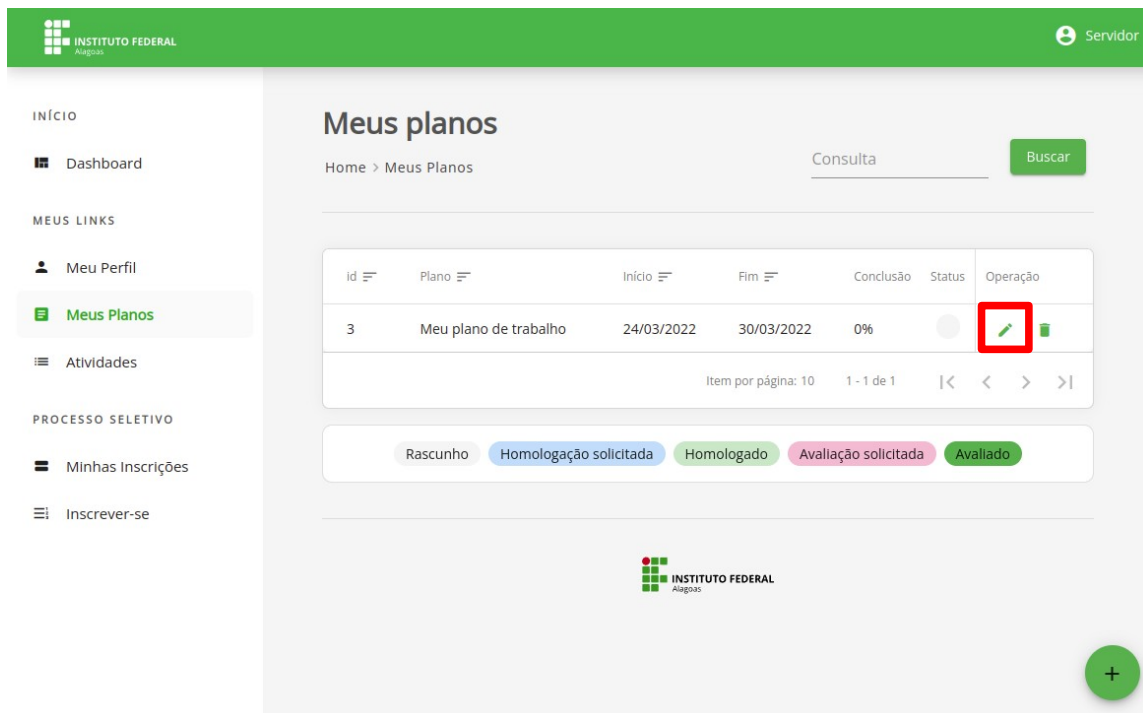 INSTITUTO FEDERAL
Alagoas
Servidor
INÍCIO
Dashboard
MEUS LINKS
Meu Perfil
Meus Planos
Atividades
PROCESSO SELETIVO
Minhas Inscrições
Inscrever-se
Meus planos
Home > Meus Planos
Consulta
Buscar
id Plano Início Fim Conclusão Status Operação
3 Meu plano de trabalho 24/03/2022 30/03/2022 0%
Item por página: 10 1 - 1 de 1
Rascunho Homologação solicitada Homologado Avaliação solicitada Avaliado
INSTITUTO FEDERAL
Alagoas
+